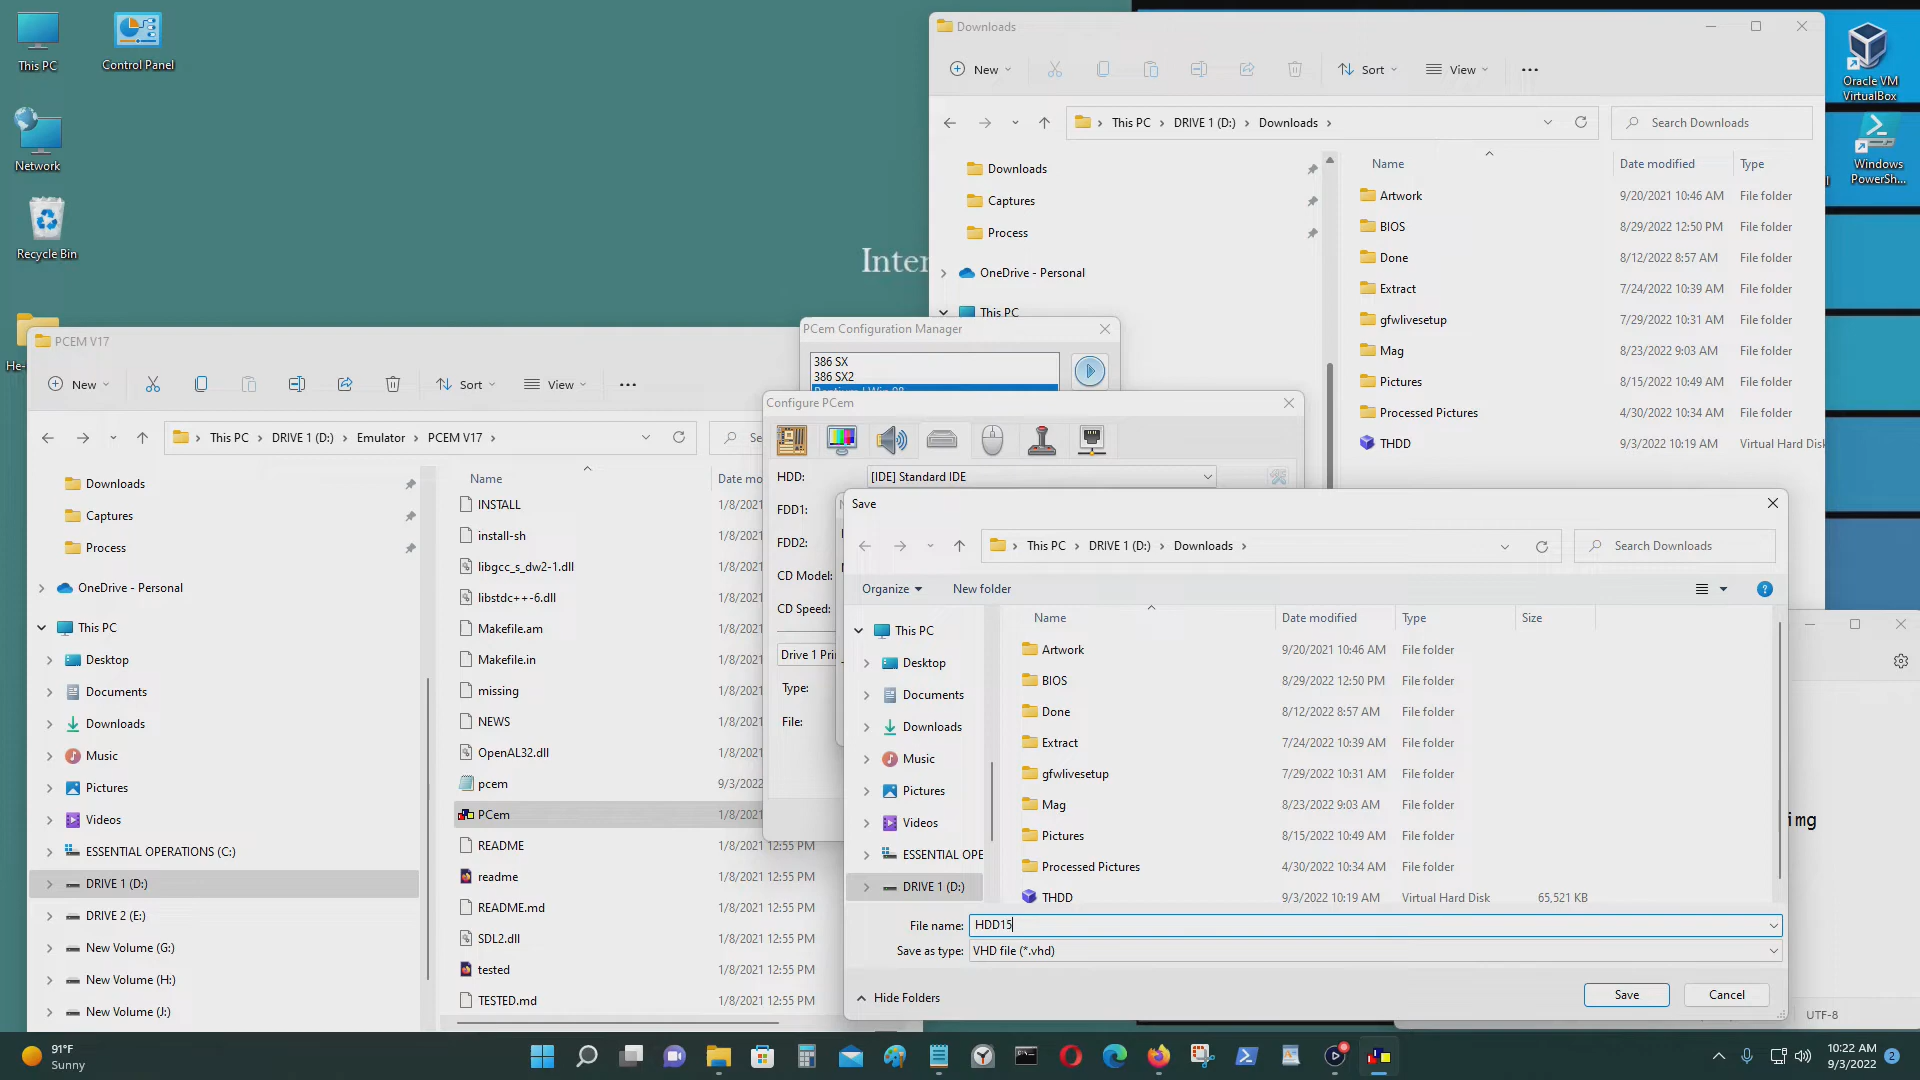 This PC
Control Panel
Network
Recycle Bin
He-
Inter
Downloads
New
Sort
View
This PC
DRIVE 1 (D:)
Downloads
Search Downloads
Downloads
Captures
Process
OneDrive - Personal
This PC
Name
Date modified
Type
Artwork 9/20/2021 10:46 AM File folder
BIOS 8/29/2022 12:50 PM File folder
Done 8/12/2022 8:57 AM File folder
Extract 7/24/2022 10:39 AM File folder
gfwlivesetup 7/29/2022 10:31 AM File folder
Mag 8/23/2022 9:03 AM File folder
Pictures 8/15/2022 10:49 AM File folder
Processed Pictures 4/30/2022 10:34 AM File folder
THDD 9/3/2022 10:19 AM Virtual Hard Disk
Oracle VM
VirtualBox
Windows
PowerSh...
PCEM V17
New
Sort
View
This PC
DRIVE 1 (D:)
Emulator
PCEM V17
Se
Downloads
Captures
Process
OneDrive - Personal
This PC
Desktop
Documents
Downloads
Music
Pictures
Videos
ESSENTIAL OPERATIONS (C:)
DRIVE 1 (D:)
DRIVE 2 (E:)
New Volume (G:)
New Volume (H:)
New Volume (J:)
Name
Date mo
INSTALL 1/8/2021
install-sh 1/8/2021
libgcc_s_dw2-1.dll 1/8/2021
libstdc++-6.dll 1/8/2021
Makefile.am 1/8/2021
Makefile.in 1/8/2021
missing 1/8/2021
NEWS 1/8/2021
OpenAL32.dll 1/8/2021
pcem 9/3/2022
PCem 1/8/2021
README 1/8/2021 12:55 PM
readme 1/8/2021 12:55 PM
README.md 1/8/2021 12:55 PM
SDL2.dll 1/8/2021 12:55 PM
tested 1/8/2021 12:55 PM
TESTED.md 1/8/2021 12:55 PM
PCem Configuration Manager
386 SX
386 SX2
Configure PCem
HDD:
[IDE] Standard IDE
FDD1:
FDD2:
CD Model:
CD Speed:
Drive 1 Pri
Type:
File:
Save
This PC
DRIVE 1 (D:)
Downloads
Search Downloads
Organize
New folder
This PC
Desktop
Documents
Downloads
Music
Pictures
Videos
ESSENTIAL OPE
DRIVE 1 (D:)
Name
Date modified
Type
Size
Artwork 9/20/2021 10:46 AM File folder
BIOS 8/29/2022 12:50 PM File folder
Done 8/12/2022 8:57 AM File folder
Extract 7/24/2022 10:39 AM File folder
gfwlivesetup 7/29/2022 10:31 AM File folder
Mag 8/23/2022 9:03 AM File folder
Pictures 8/15/2022 10:49 AM File folder
Processed Pictures 4/30/2022 10:34 AM File folder
THDD 9/3/2022 10:19 AM Virtual Hard Disk 65,521 KB
File name: HDD15
Save as type: VHD file (*.vhd)
Hide Folders
Save
Cancel
img
UTF-8
91°F
Sunny
10:22 AM
9/3/2022
2